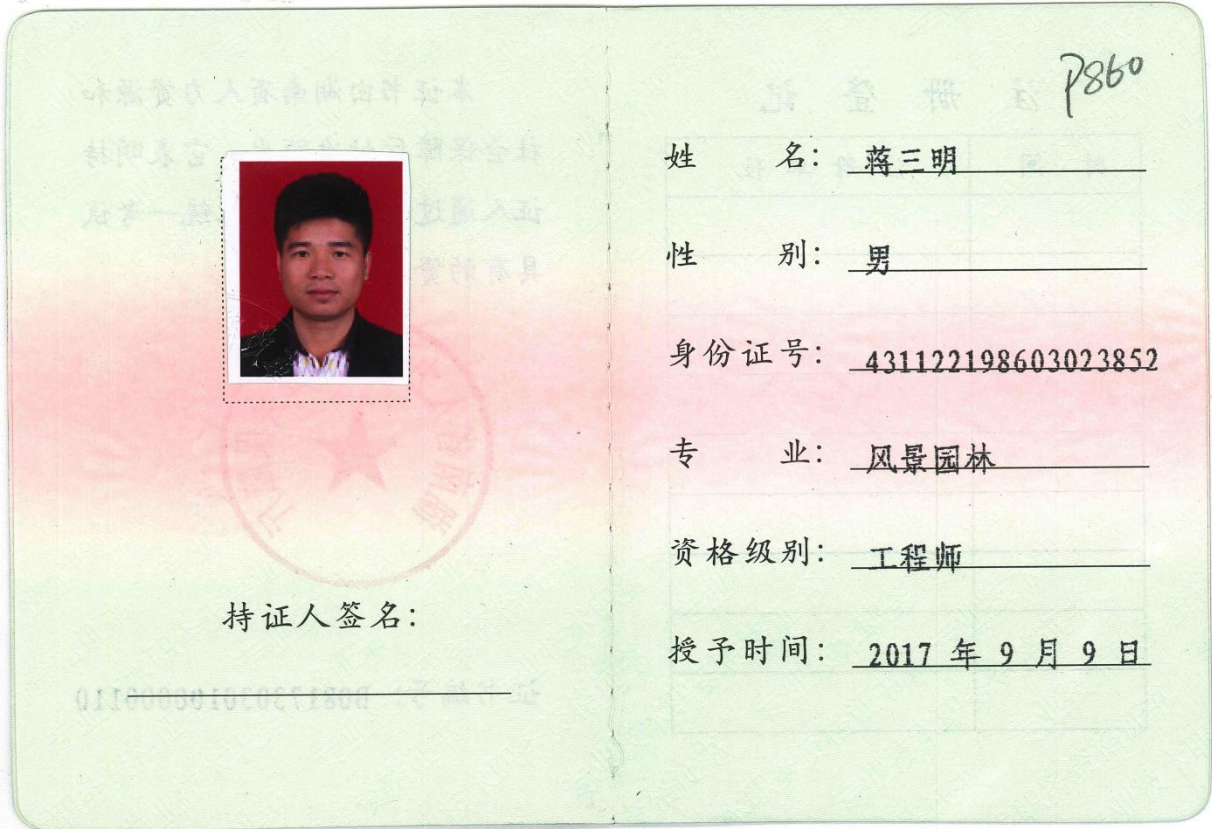 P860
姓 名： 蒋三明
性 别： 男
身份证号： 431122198603023852
专 业： 风景园林
资格级别： 工程师
授予时间： 2017 年 9 月 9 日
持证人签名：